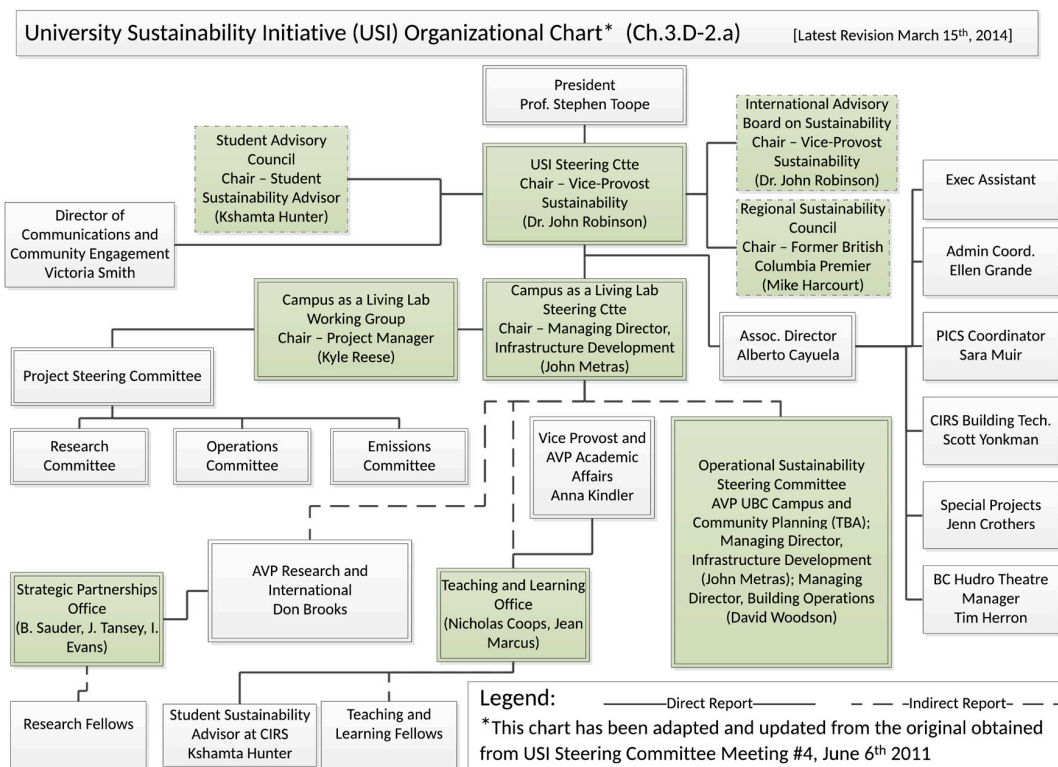 University Sustainability Initiative (USI) Organizational Chart* (Ch.3.D-2.a)
[Latest Revision March 15th, 2014]
President
Prof. Stephen Toope
International Advisory
Board on Sustainability
Chair – Vice-Provost
Sustainability
(Dr. John Robinson)
Student Advisory
Council
Chair – Student
Sustainability Advisor
(Kshamta Hunter)
USI Steering Ctte
Chair – Vice-Provost
Sustainability
(Dr. John Robinson)
Exec Assistant
Director of
Communications and
Community Engagement
Victoria Smith
Regional Sustainability
Council
Chair – Former British
Columbia Premier
(Mike Harcourt)
Admin Coord.
Ellen Grande
Campus as a Living Lab
Working Group
Chair – Project Manager
(Kyle Reese)
Campus as a Living Lab
Steering Ctte
Chair – Managing Director,
Infrastructure Development
(John Metras)
Assoc. Director
Alberto Cayuela
PICS Coordinator
Sara Muir
Project Steering Committee
CIRS Building Tech.
Scott Yonkman
Research
Committee
Operations
Committee
Emissions
Committee
Vice Provost and
AVP Academic
Affairs
Anna Kindler
Operational Sustainability
Steering Committee
AVP UBC Campus and
Community Planning (TBA);
Managing Director,
Infrastructure Development
(John Metras); Managing
Director, Building Operations
(David Woodson)
Special Projects
Jenn Crothers
AVP Research and
International
Don Brooks
Strategic Partnerships
Office
(B. Sauder, J. Tansey, I.
Evans)
Teaching and Learning
Office
(Nicholas Coops, Jean
Marcus)
BC Hudro Theatre
Manager
Tim Herron
Research Fellows
Student Sustainability
Advisor at CIRS
Kshamta Hunter
Teaching and
Learning Fellows
Legend:
Direct Report
Indirect Report
*This chart has been adapted and updated from the original obtained
from USI Steering Committee Meeting #4, June 6th 2011